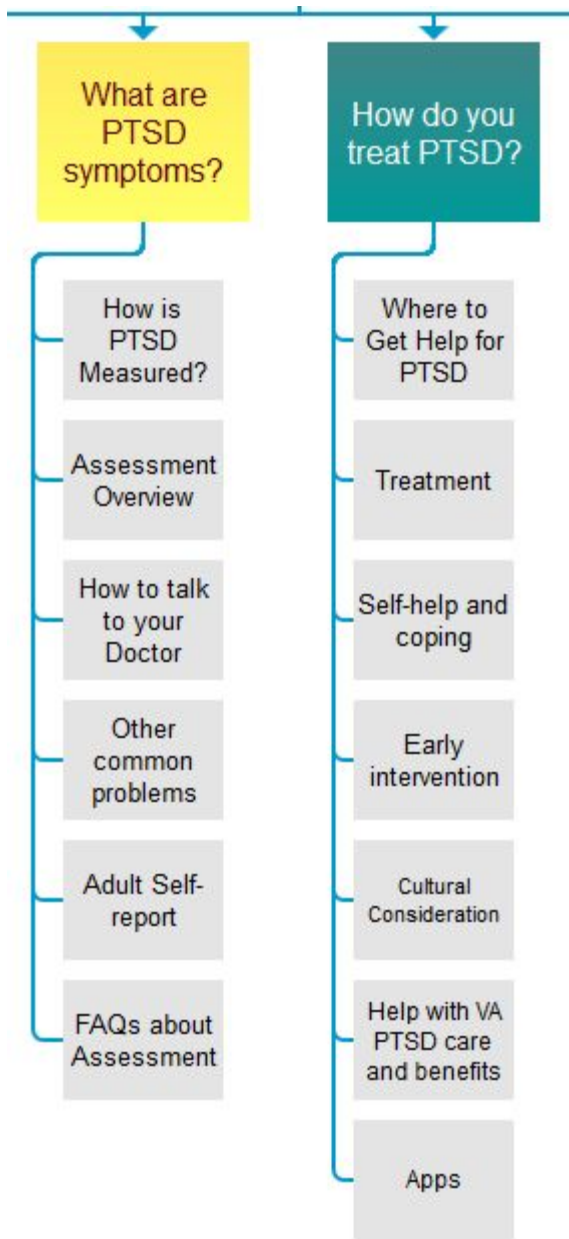 What are
PTSD
symptoms?
How is
PTSD
Measured?
Assessment
Overview
How to talk
to your
Doctor
Other
common
problems
Adult Self-
report
FAQs about
Assessment
How do you
treat PTSD?
Where to
Get Help for
PTSD
Treatment
Self-help and
coping
Early
intervention
Cultural
Consideration
Help with VA
PTSD care
and benefits
Apps